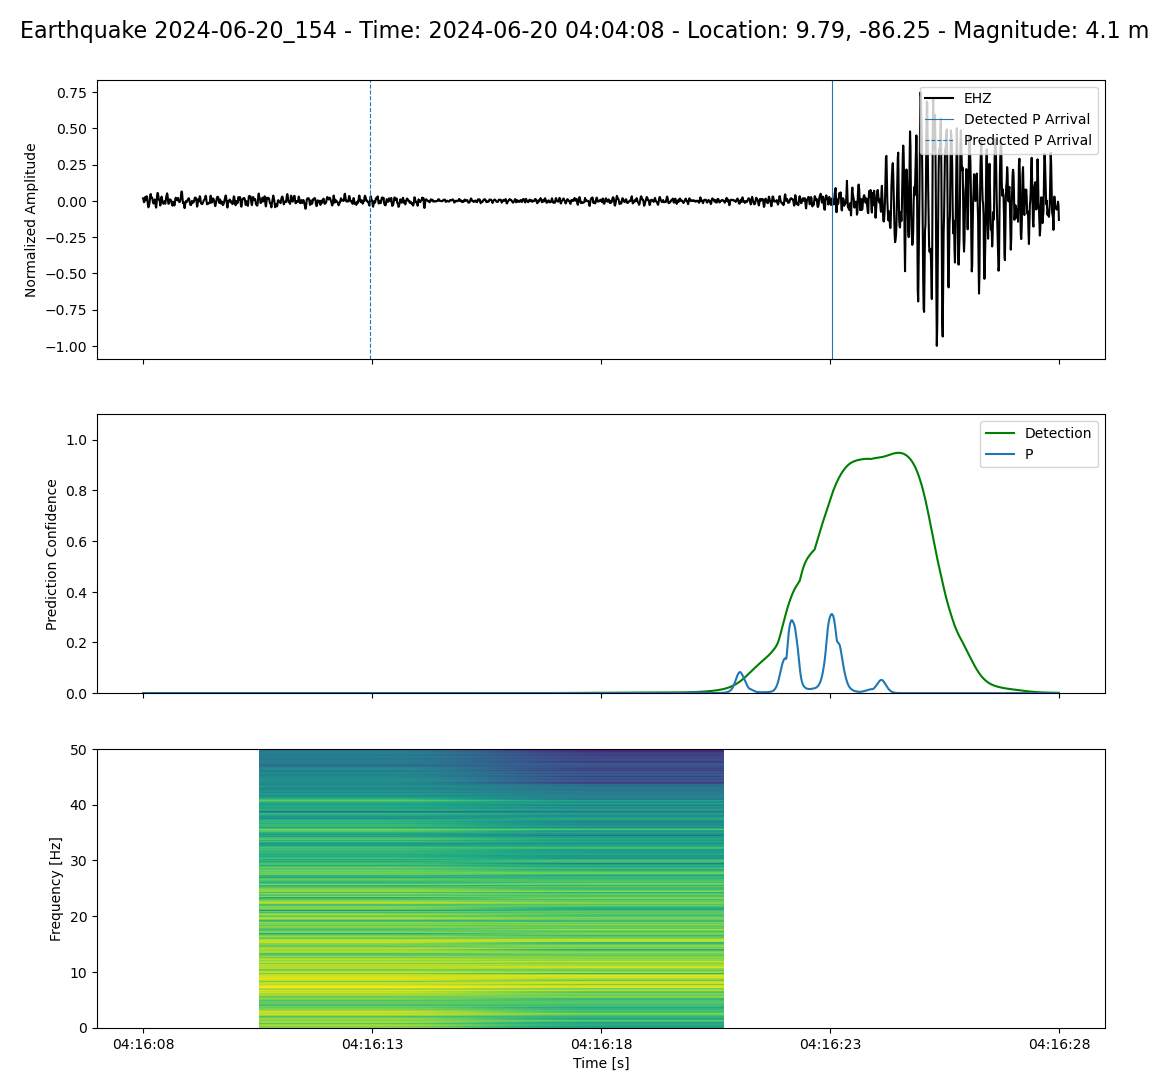 Earthquake 2024-06-20_154 - Time: 2024-06-20 04:04:08 - Location: 9.79, -86.25 - Magnitude: 4.1 m
Normalized Amplitude
0.75
0.50
0.25
0.00
−0.25
−0.50
−0.75
−1.00
EHZ
Detected P Arrival
Predicted P Arrival
Prediction Confidence
1.0
0.8
0.6
0.4
0.2
0.0
Detection
P
Frequency [Hz]
50
40
30
20
10
0
04:16:08 04:16:13 04:16:18 04:16:23 04:16:28
Time [s]